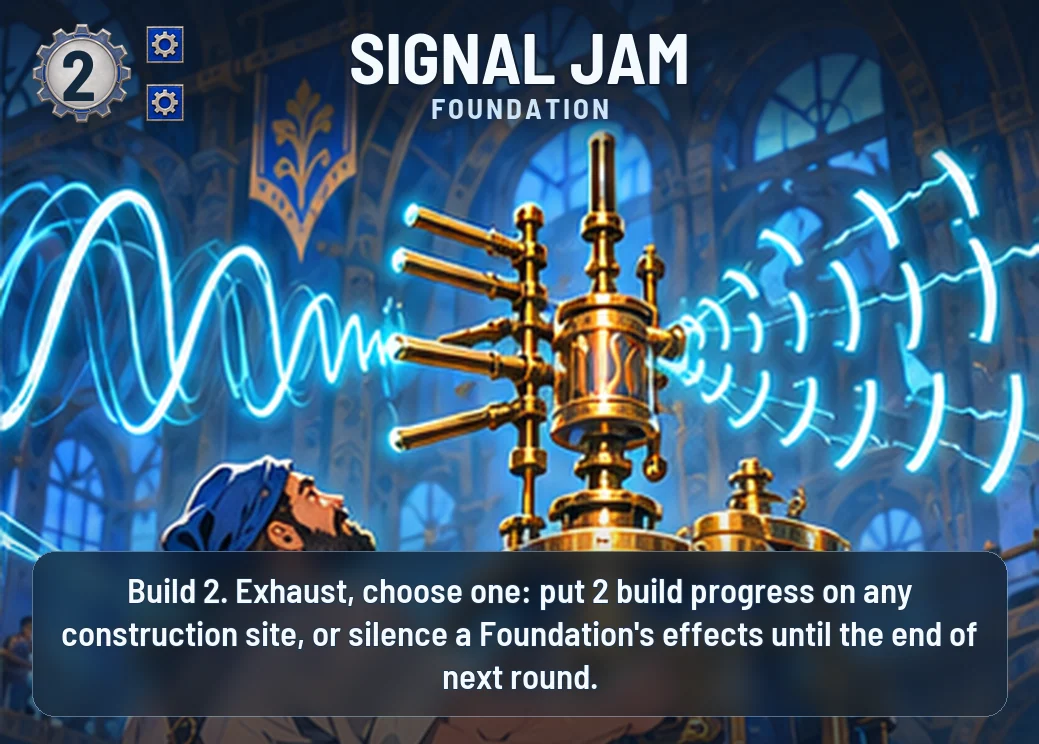 2
SIGNAL JAM
FOUNDATION
Build 2. Exhaust, choose one: put 2 build progress on any
construction site, or silence a Foundation's effects until the end of
next round.